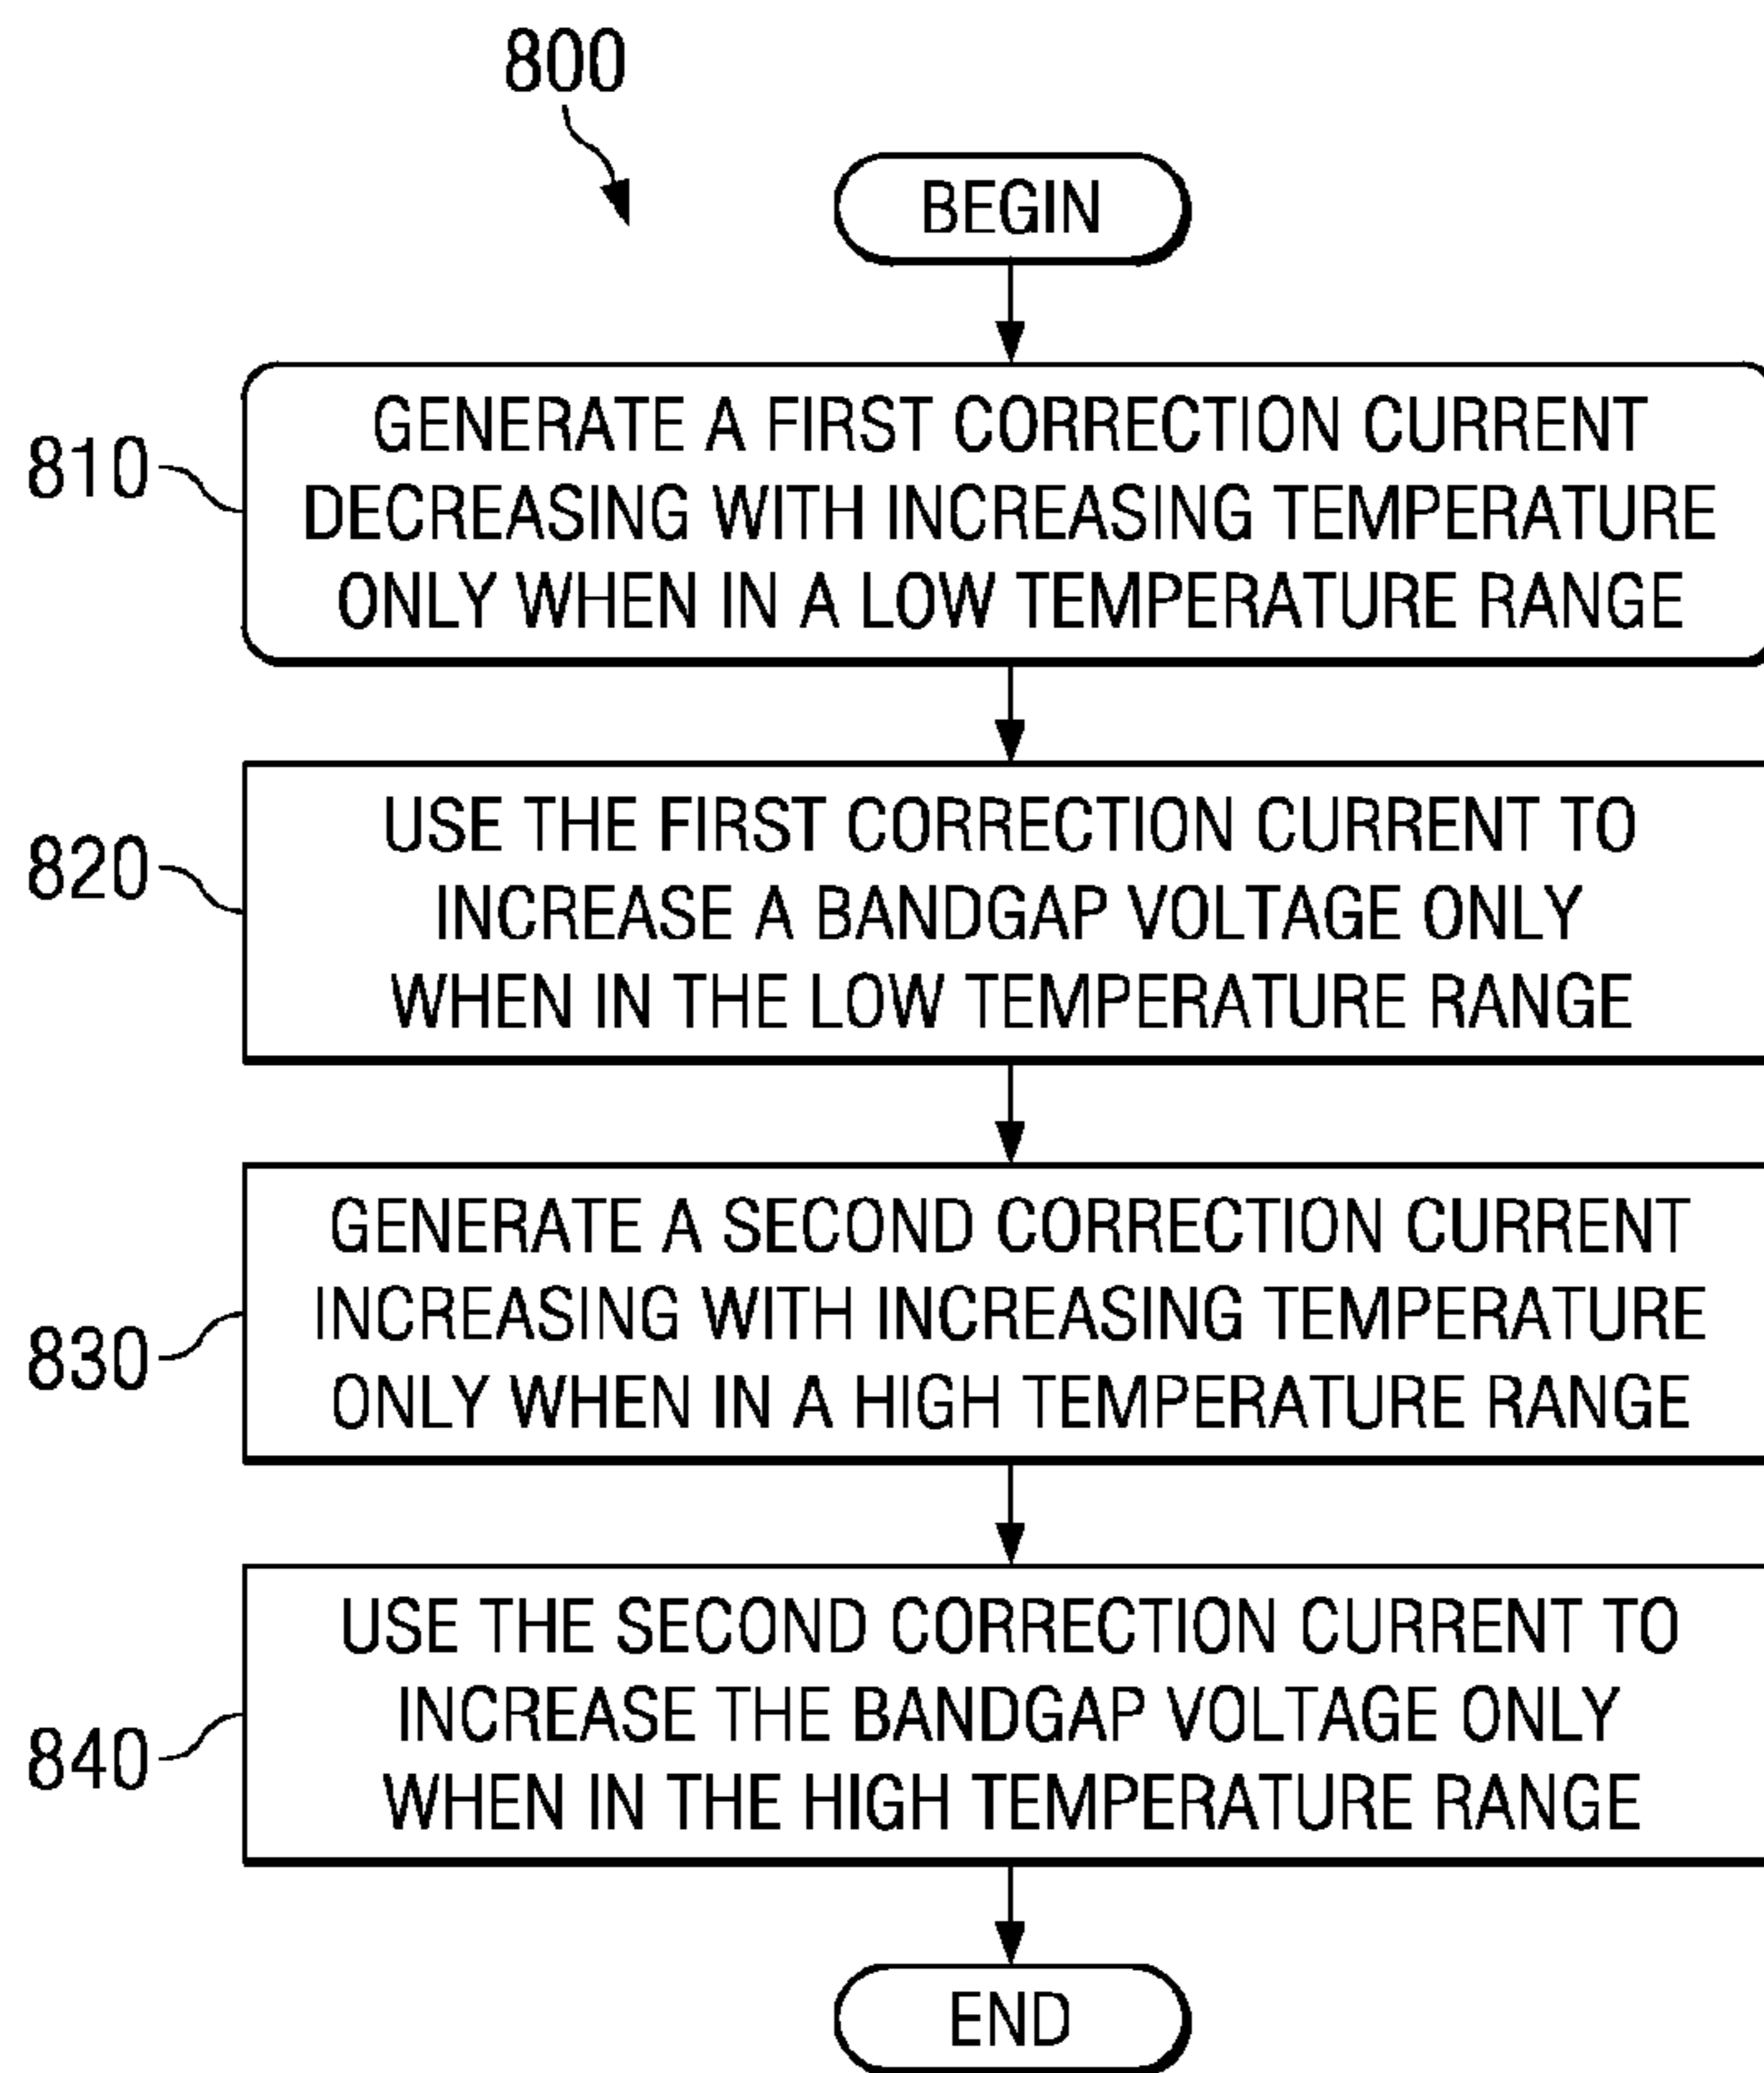 800
BEGIN
810
GENERATE A FIRST CORRECTION CURRENT
DECREASING WITH INCREASING TEMPERATURE
ONLY WHEN IN A LOW TEMPERATURE RANGE
820
USE THE FIRST CORRECTION CURRENT TO
INCREASE A BANDGAP VOLTAGE ONLY
WHEN IN THE LOW TEMPERATURE RANGE
830
GENERATE A SECOND CORRECTION CURRENT
INCREASING WITH INCREASING TEMPERATURE
ONLY WHEN IN A HIGH TEMPERATURE RANGE
840
USE THE SECOND CORRECTION CURRENT TO
INCREASE THE BANDGAP VOLTAGE ONLY
WHEN IN THE HIGH TEMPERATURE RANGE
END